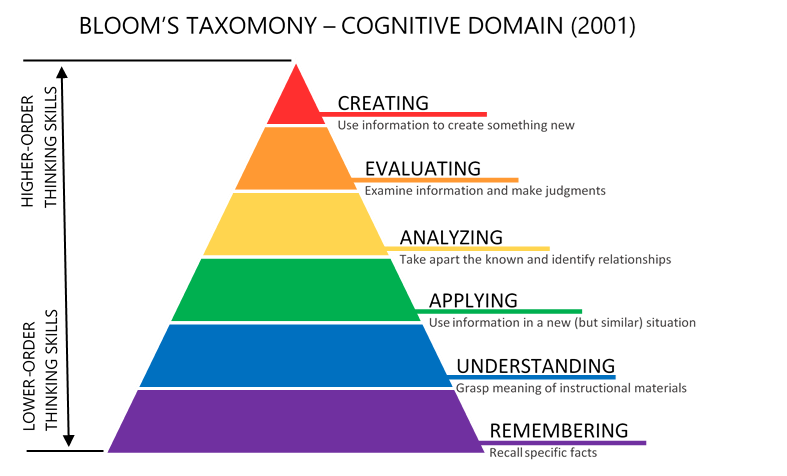 BLOOM'S TAXOMONY – COGNITIVE DOMAIN (2001)
HIGHER-ORDER
THINKING SKILLS
CREATING
Use information to create something new
EVALUATING
Examine information and make judgments
ANALYZING
Take apart the known and identify relationships
APPLYING
Use information in a new (but similar) situation
LOWER-ORDER
THINKING SKILLS
UNDERSTANDING
Grasp meaning of instructional materials
REMEMBERING
Recall specific facts